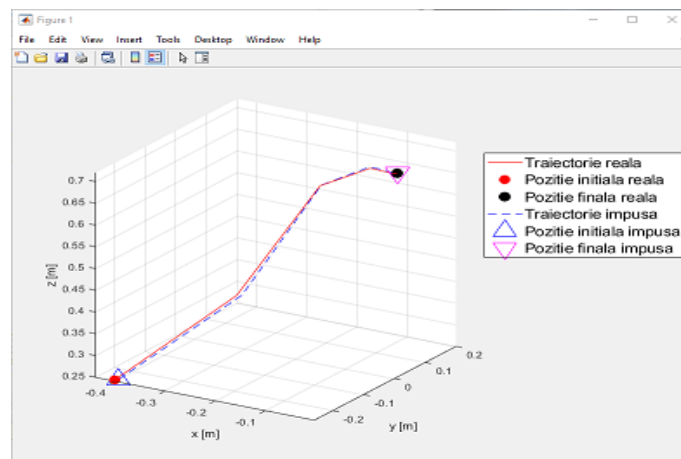 Figure 1
File Edit View Insert Tools Desktop Window Help
Traiectorie reala
Pozitie initiala reala
Pozitie finala reala
Traiectorie impusa
Pozitie initiala impusa
Pozitie finala impusa
0.7
0.65
0.6
0.55
0.5
0.45
0.4
0.35
0.3
0.25
z [m]
-0.4
-0.3
-0.2
-0.1
x [m]
-0.2
-0.1
0
0.1
0.2
y [m]